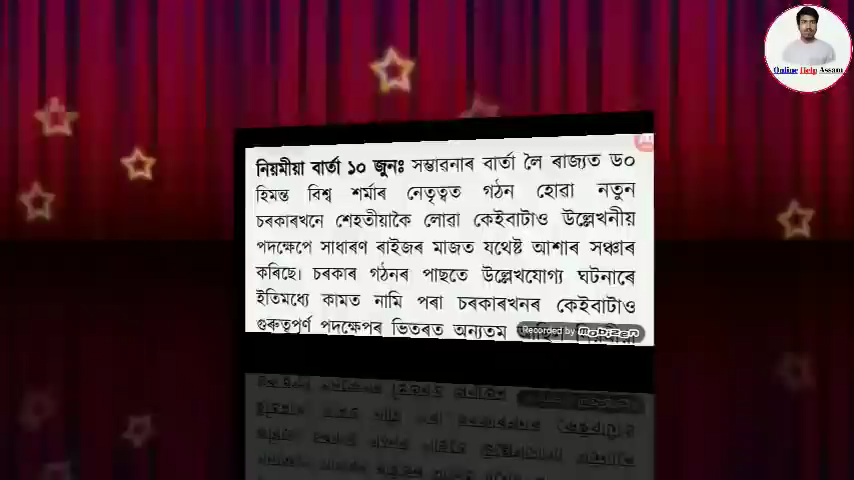 Online Help Assam
নিয়মীয়া বাৰ্তা ১০ জুনঃ সম্ভাৱনাৰ বাৰ্তা লৈ ৰাজ্যত ড০
হিমন্ত বিশ্ব শৰ্মাৰ নেতৃত্বত গঠন হোৱা নতুন
চৰকাৰখনে শেহতীয়াকৈ লোৱা কেইবাটাও উল্লেখনীয়
পদক্ষেপে সাধাৰণ ৰাইজৰ মাজত যথেষ্ট আশাৰ সঞ্চাৰ
কৰিছে। চৰকাৰ গঠনৰ পাছতে উল্লেখযোগ্য ঘটনাৰে
ইতিমধ্যে কামত নামি পৰা চৰকাৰখনৰ কেইবাটাও
গুৰুত্বপূৰ্ণ পদক্ষেপৰ ভিতৰত অন্যতম
Recorded by Mobizen